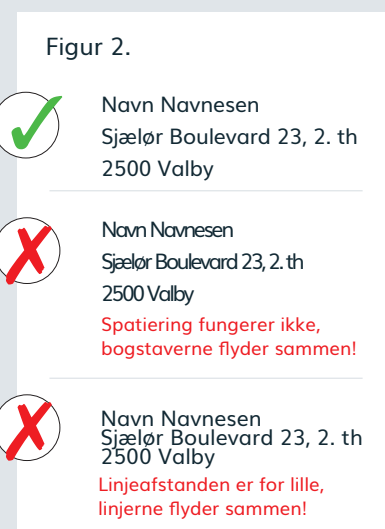 Figur 2.
Navn Navnesen
Sjælør Boulevard 23, 2. th
2500 Valby
Navn Navnesen
Sjælør Boulevard 23, 2. th
2500 Valby
Spatiering fungerer ikke,
bogstaverne flyder sammen!
Navn Navnesen
Sjælør Boulevard 23, 2. th
2500 Valby
Linjeafstanden er for lille,
linjerne flyder sammen!